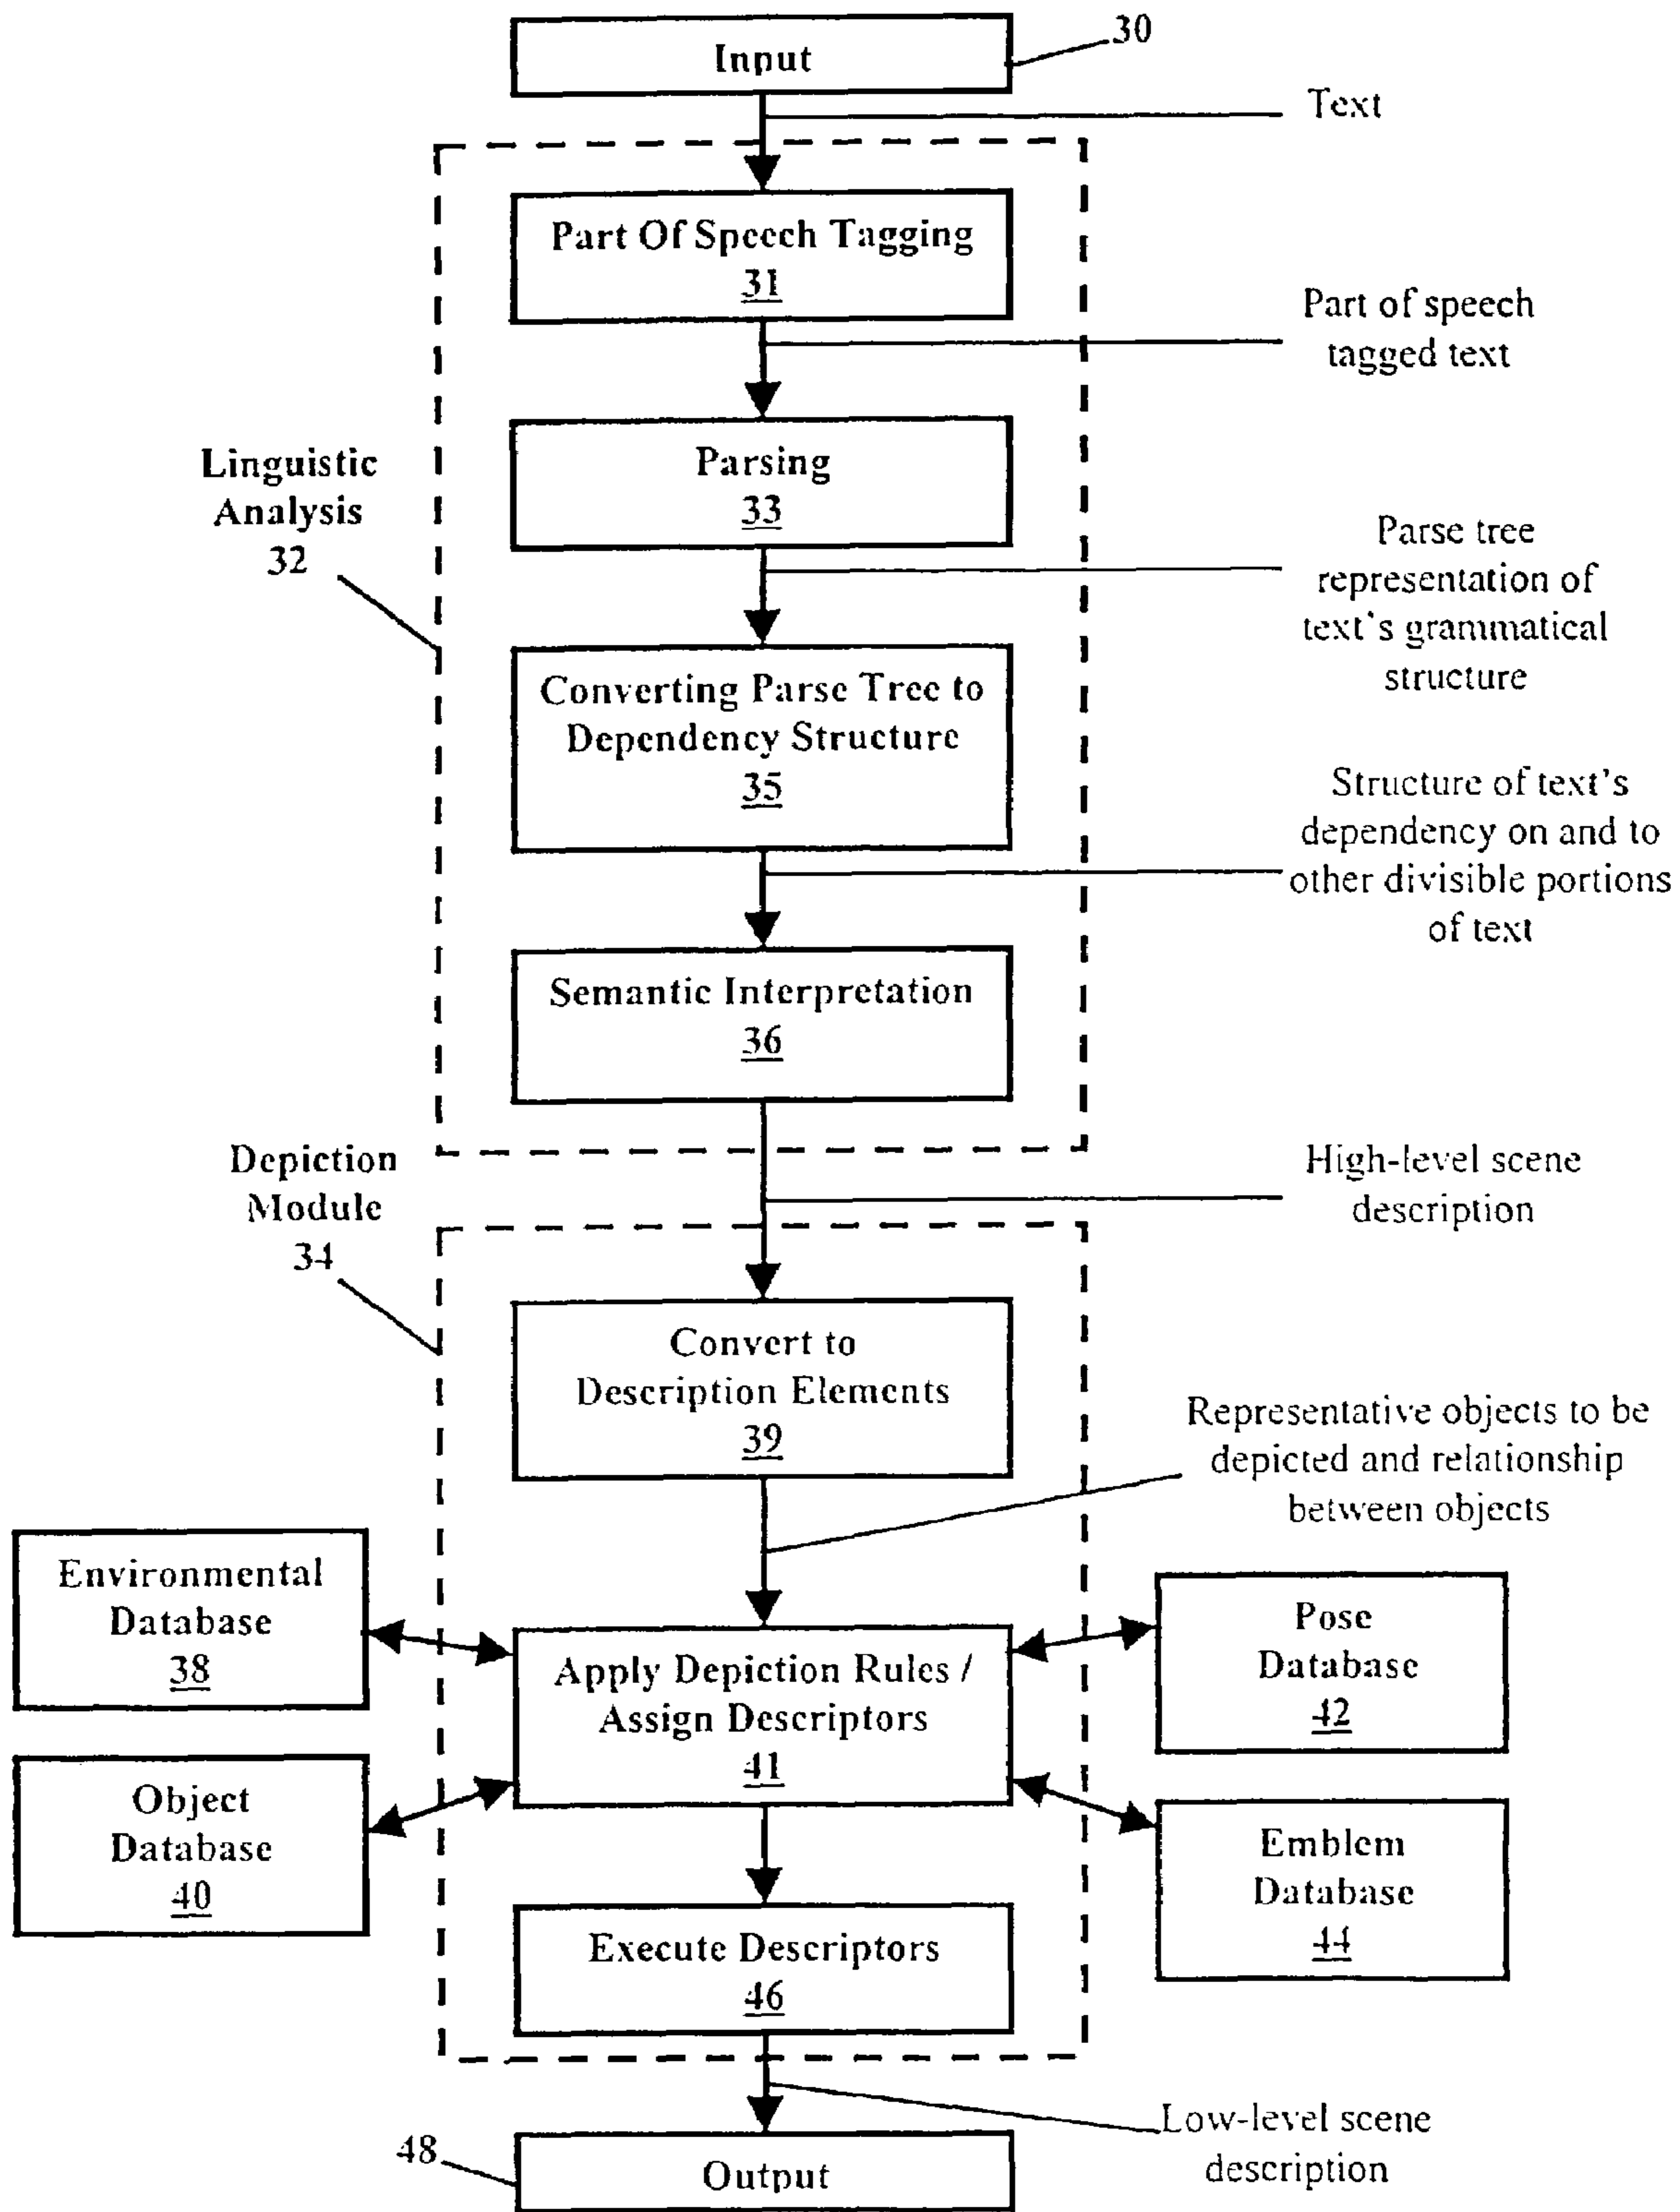 Input
30
Text
Part Of Speech Tagging
31
Part of speech
tagged text
Linguistic
Analysis
32
Parsing
33
Parse tree
representation of
text's grammatical
structure
Converting Parse Tree to
Dependency Structure
35
Structure of text's
dependency on and to
other divisible portions
of text
Semantic Interpretation
36
High-level scene
description
Depiction
Module
34
Convert to
Description Elements
39
Representative objects to be
depicted and relationship
between objects
Environmental
Database
38
Apply Depiction Rules /
Assign Descriptors
41
Pose
Database
42
Object
Database
40
Emblem
Database
44
Execute Descriptors
46
Low-level scene
description
48
Output